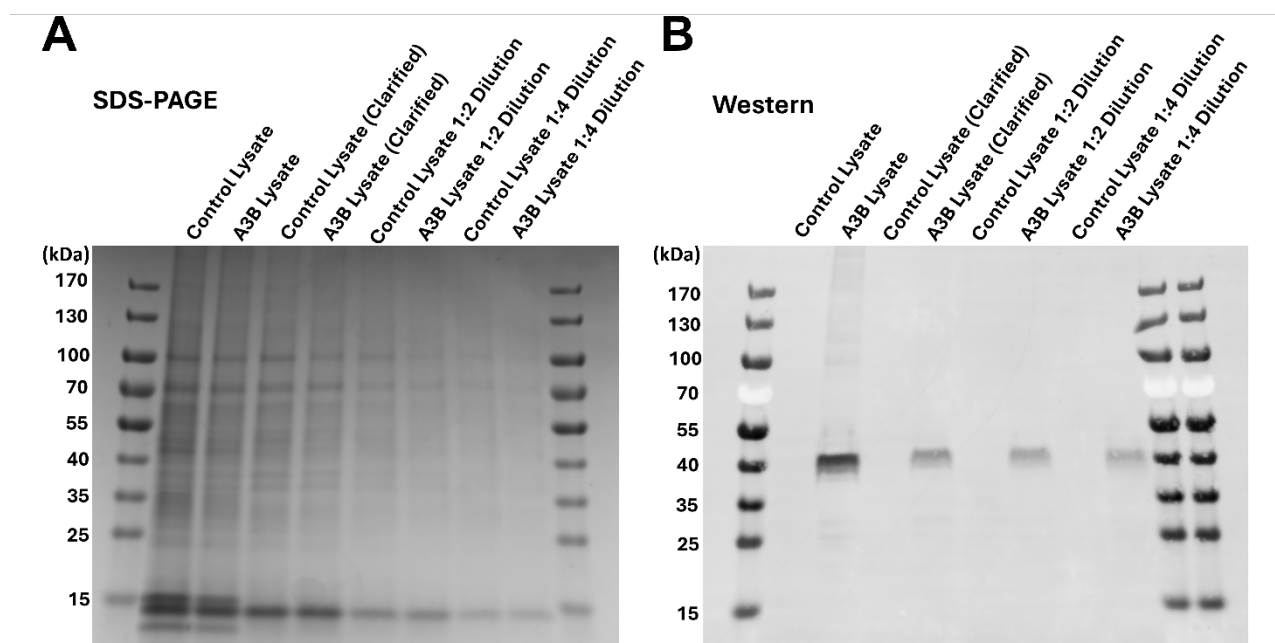 A
SDS-PAGE
Control Lysate
A3B Lysate
Control Lysate (Clarified)
A3B Lysate (Clarified)
Control Lysate 1:2 Dilution
A3B Lysate 1:2 Dilution
Control Lysate 1:4 Dilution
A3B Lysate 1:4 Dilution
(kDa)
170
130
100
70
55
40
35
25
15
B
Western
Control Lysate
A3B Lysate
Control Lysate (Clarified)
A3B Lysate (Clarified)
Control Lysate 1:2 Dilution
A3B Lysate 1:2 Dilution
Control Lysate 1:4 Dilution
A3B Lysate 1:4 Dilution
(kDa)
170
130
100
70
55
40
35
25
15